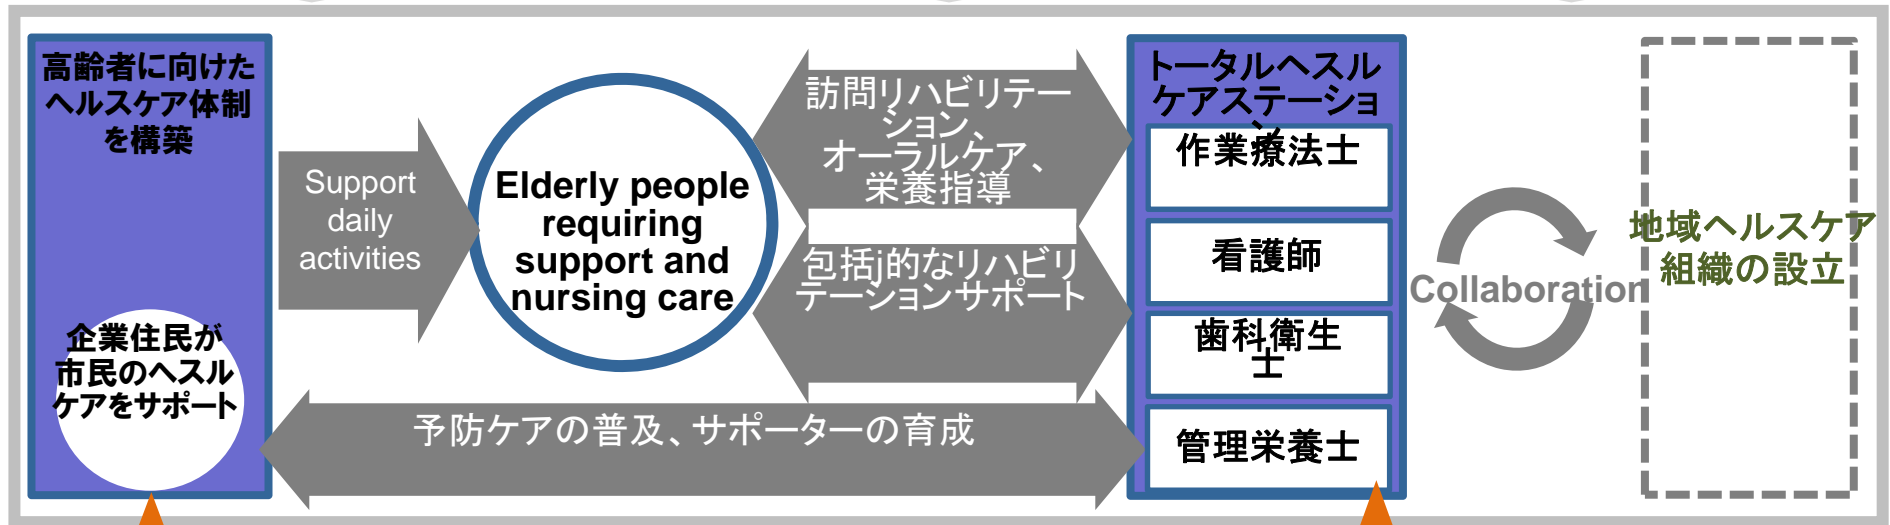 高齢者に向けた
ヘルスケア体制
を構築
企業住民が
市民のヘスル
ケアをサポート
Support
daily
activities
Elderly people
requiring
support and
nursing care
訪問リハビリテー
ション、
オーラルケア、
栄養指導
包括j的なリハビリ
テーションサポート
予防ケアの普及、サポーターの育成
トータルヘスル
ケアステーショ
ン
作業療法士
看護師
歯科衛生
士
管理栄養士
Collaboration
地域ヘルスケア
組織の設立